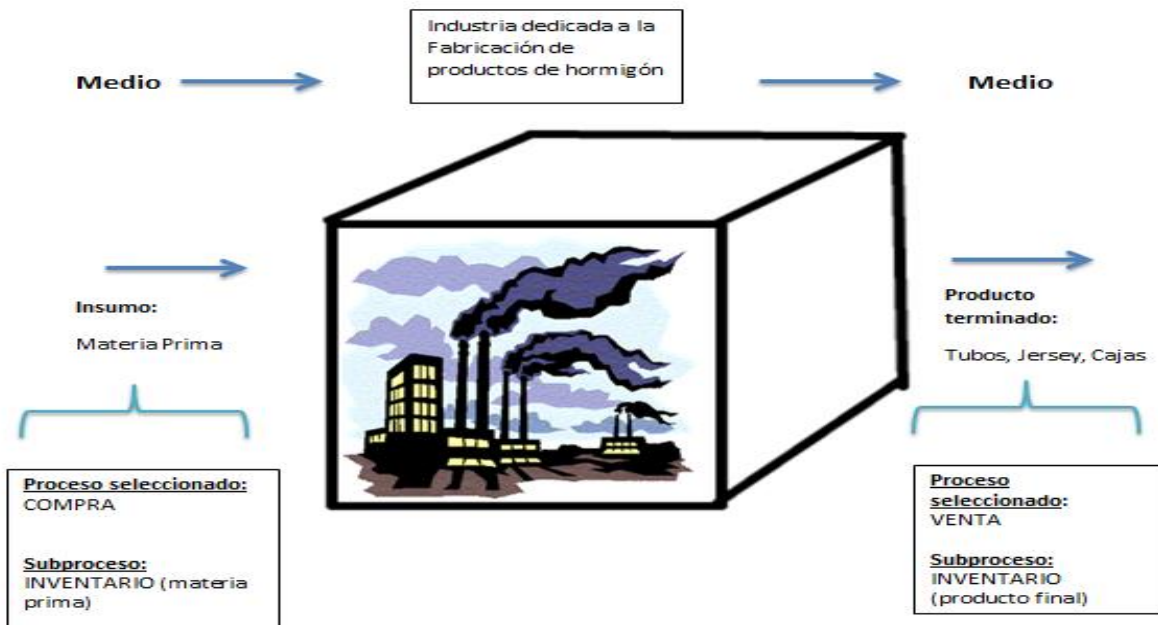 Industria dedicada a la
Fabricación de
productos de hormigón
Medio
Medio
Insumo:
Materia Prima
Producto
terminado:
Tubos, Jersey, Cajas
Proceso seleccionado:
COMPRA
Subproceso:
INVENTARIO (materia
prima)
Proceso
seleccionado:
VENTA
Subproceso:
INVENTARIO
(producto final)